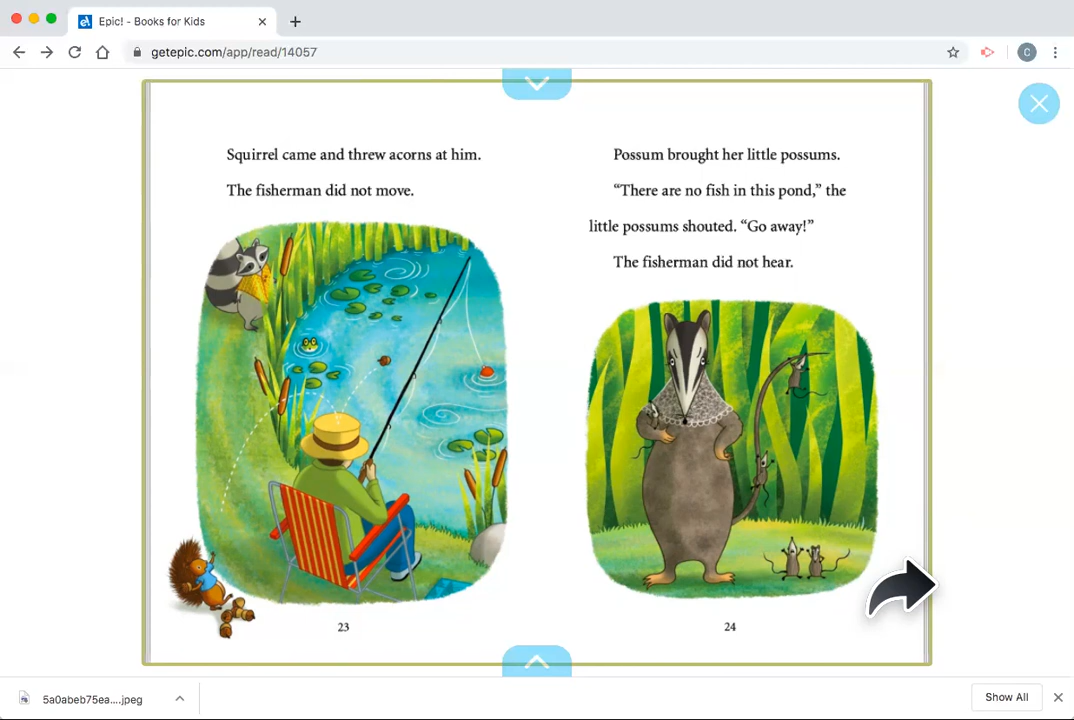 Epic! - Books for Kids
getepic.com/app/read/14057
C
Squirrel came and threw acorns at him.
The fisherman did not move.
23
Possum brought her little possums.
“There are no fish in this pond,” the
little possums shouted. “Go away!”
The fisherman did not hear.
24
5a0abeb75ea....jpeg
Show All